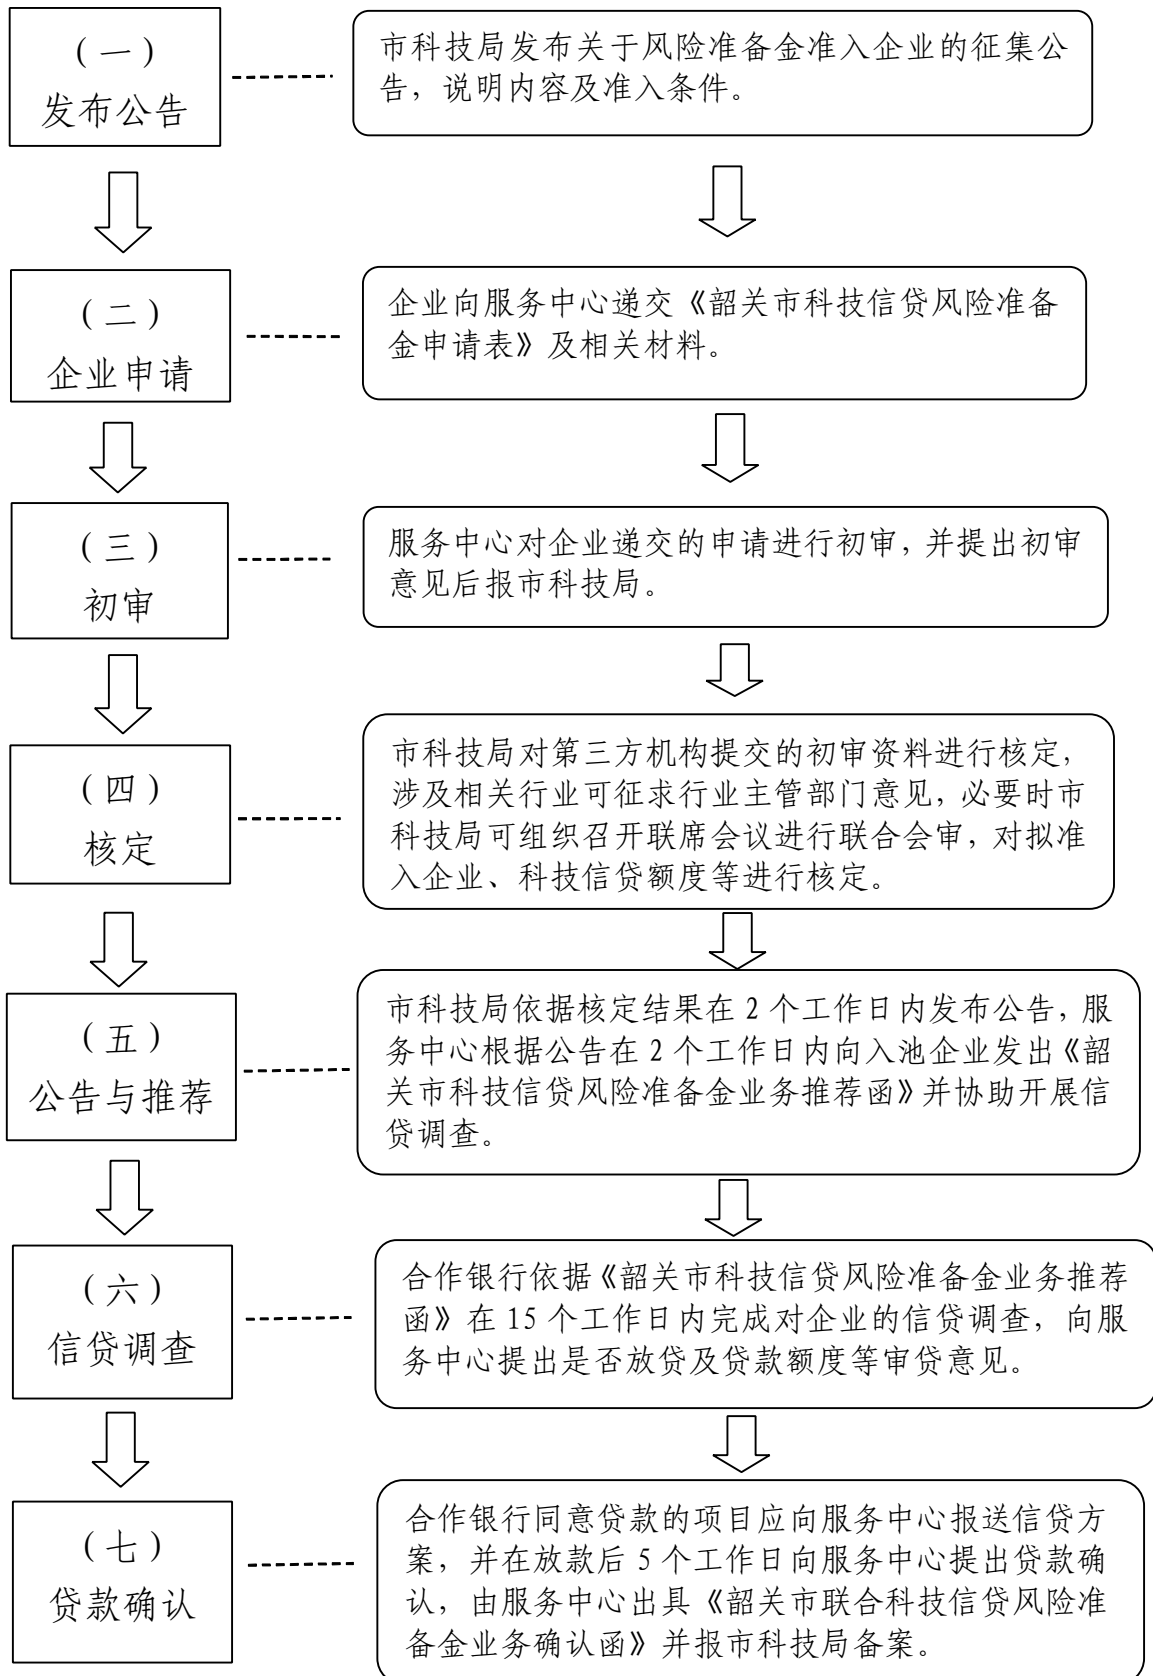 （一）
发布公告
市科技局发布关于风险准备金准入企业的征集公
告，说明内容及准入条件。
（二）
企业申请
企业向服务中心递交《韶关市科技信贷风险准备
金申请表》及相关材料。
（三）
初审
服务中心对企业递交的申请进行初审，并提出初审
意见后报市科技局。
（四）
核定
市科技局对第三方机构提交的初审资料进行核定，
涉及相关行业可征求行业主管部门意见，必要时市
科技局可组织召开联席会议进行联合会审，对拟准
入企业、科技信贷额度等进行核定。
（五）
公告与推荐
市科技局依据核定结果在 2 个工作日内发布公告，服
务中心根据公告在 2 个工作日内向入池企业发出《韶
关市科技信贷风险准备金业务推荐函》并协助开展信
贷调查。
（六）
信贷调查
合作银行依据《韶关市科技信贷风险准备金业务推荐
函》在 15 个工作日内完成对企业的信贷调查，向服
务中心提出是否放贷及贷款额度等审贷意见。
（七）
贷款确认
合作银行同意贷款的项目应向服务中心报送信贷方
案，并在放款后 5 个工作日向服务中心提出贷款确
认，由服务中心出具《韶关市联合科技信贷风险准
备金业务确认函》并报市科技局备案。